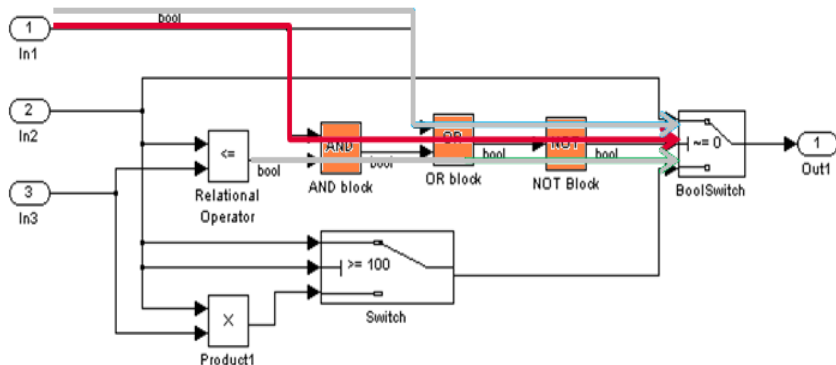 bool
1
In1
2
In2
3
In3
<=
bool
Relational
Operator
AND
bool
AND block
OR
bool
OR block
NOT
bool
NOT Block
~= 0
BoolSwitch
1
Out1
>= 100
Switch
X
Product1